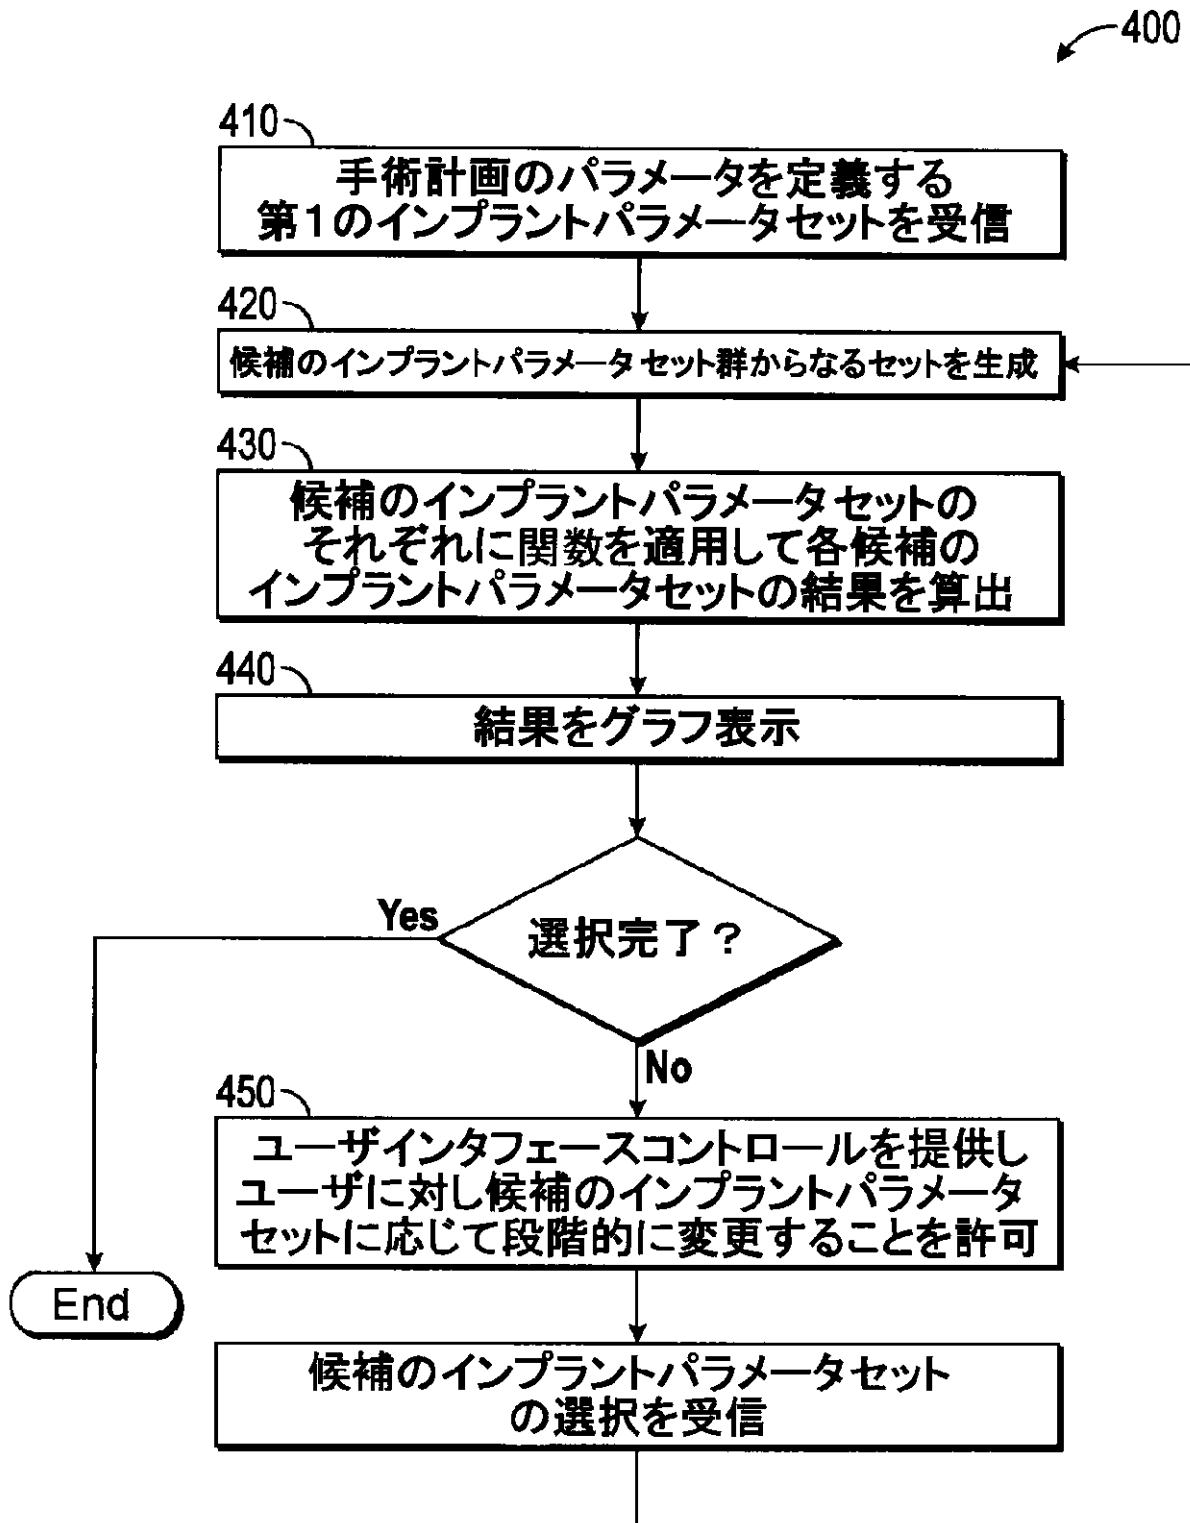 400
410
手術計画のパラメータを定義する
第1のインプラントパラメータセットを受信
420
候補のインプラントパラメータセット群からなるセットを生成
430
候補のインプラントパラメータセットの
それぞれに関数を適用して各候補の
インプラントパラメータセットの結果を算出
440
結果をグラフ表示
Yes
選択完了？
No
450
ユーザインタフェースコントロールを提供し
ユーザに対し候補のインプラントパラメータ
セットに応じて段階的に変更することを許可
End
候補のインプラントパラメータセット
の選択を受信